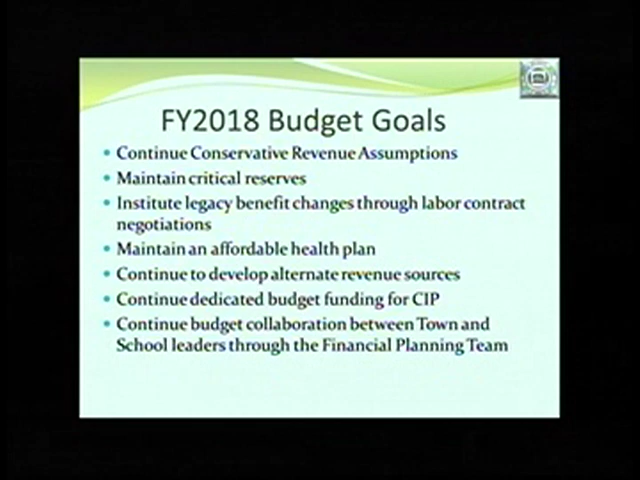 FY2018 Budget Goals
• Continue Conservative Revenue Assumptions
• Maintain critical reserves
• Institute legacy benefit changes through labor contract
negotiations
• Maintain an affordable health plan
• Continue to develop alternate revenue sources
• Continue dedicated budget funding for CIP
• Continue budget collaboration between Town and
School leaders through the Financial Planning Team